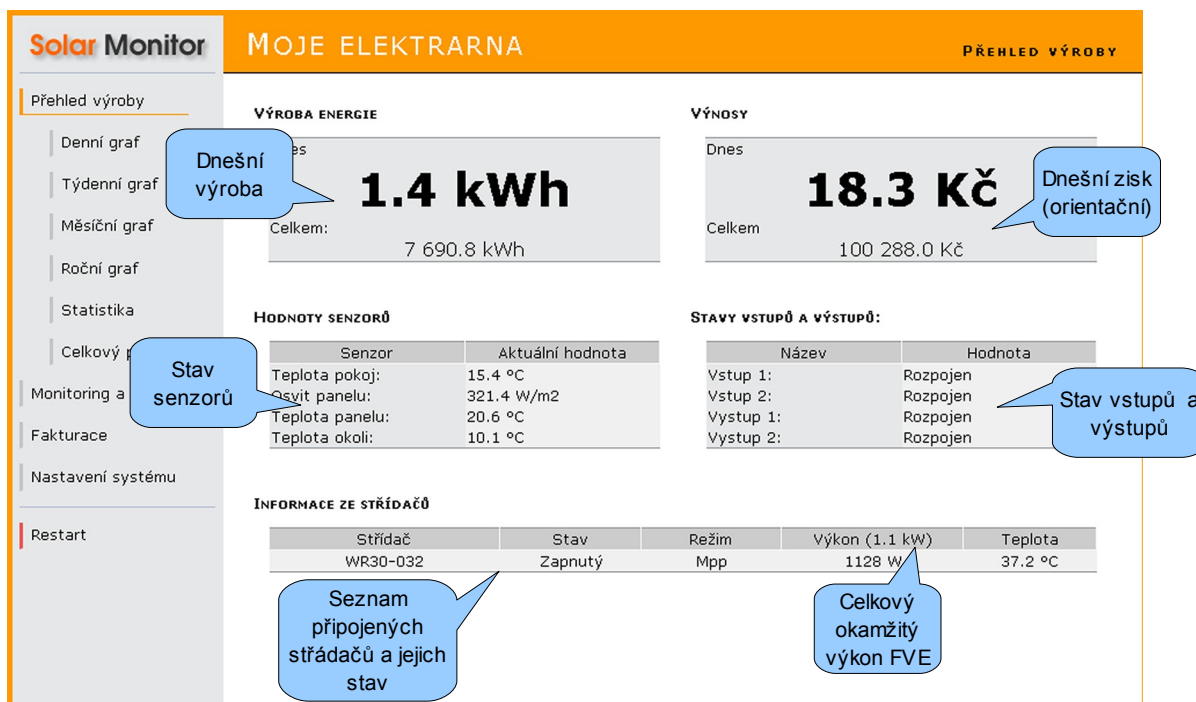 Solar Monitor
MOJE ELEKTRARNA
PŘEHLED VÝROBY
Přehled výroby
Denní graf
Týdenní graf
Měsíční graf
Roční graf
Statistika
Celkový
Monitoring a
Fakturace
Nastavení systému
Restart
VÝROBA ENERGIE
1.4 kWh
Celkem:
7 690.8 kWh
Dnešní
výroba
VÝNOSY
Dnes
18.3 Kč
Celkem
100 288.0 Kč
Dnešní zisk
(orientační)
HODNOTY SENZORŮ
Senzor Aktuální hodnota
Teplota pokoj: 15.4 ºC
Osvit panelu: 321.4 W/m2
Teplota panelu: 20.6 ºC
Teplota okoli: 10.1 ºC
Stav
senzorů
STAVY VSTUPŮ A VÝSTUPŮ:
Název Hodnota
Vstup 1: Rozpojen
Vstup 2: Rozpojen
Vystup 1: Rozpojen
Vystup 2: Rozpojen
Stav vstupů a
výstupů
INFORMACE ZE STŘÍDAČŮ
Střídač Stav Režim Výkon (1.1 kW) Teplota
WR30-032 Zapnutý Mpp 1128 W 37.2 ºC
Seznam
připojených
střádačů a jejich
stav
Celkový
okamžitý
výkon FVE